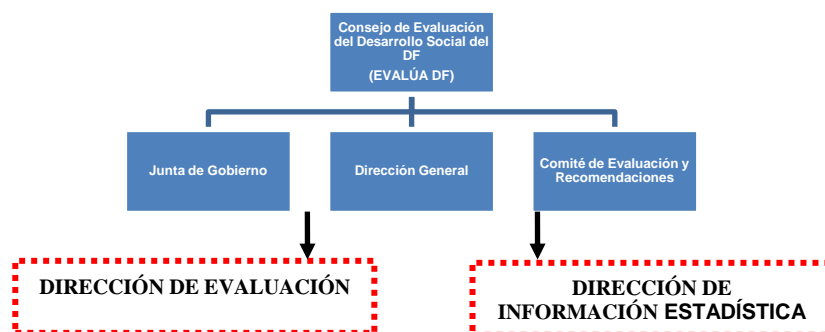 Consejo de Evaluación
del Desarrollo Social del
DF
(EVALÚA DF)
Junta de Gobierno
Dirección General
Comité de Evaluación y
Recomendaciones
DIRECCIÓN DE EVALUACIÓN
DIRECCIÓN DE
INFORMACIÓN ESTADÍSTICA